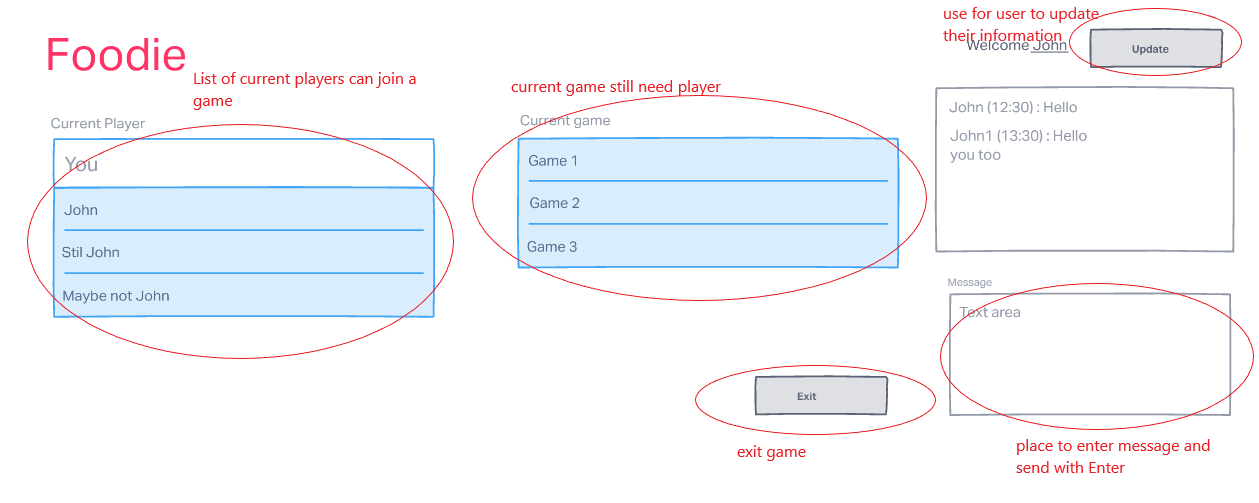 Foodie
List of current players can join a
game
Current Player
You
John
Stil John
Maybe not John
current game still need player
Current game
Game 1
Game 2
Game 3
Exit
exit game
use for user to update
their information
Welcome John
Update
John (12:30) : Hello
John1 (13:30) : Hello
you too
Message
Text area
place to enter message and
send with Enter